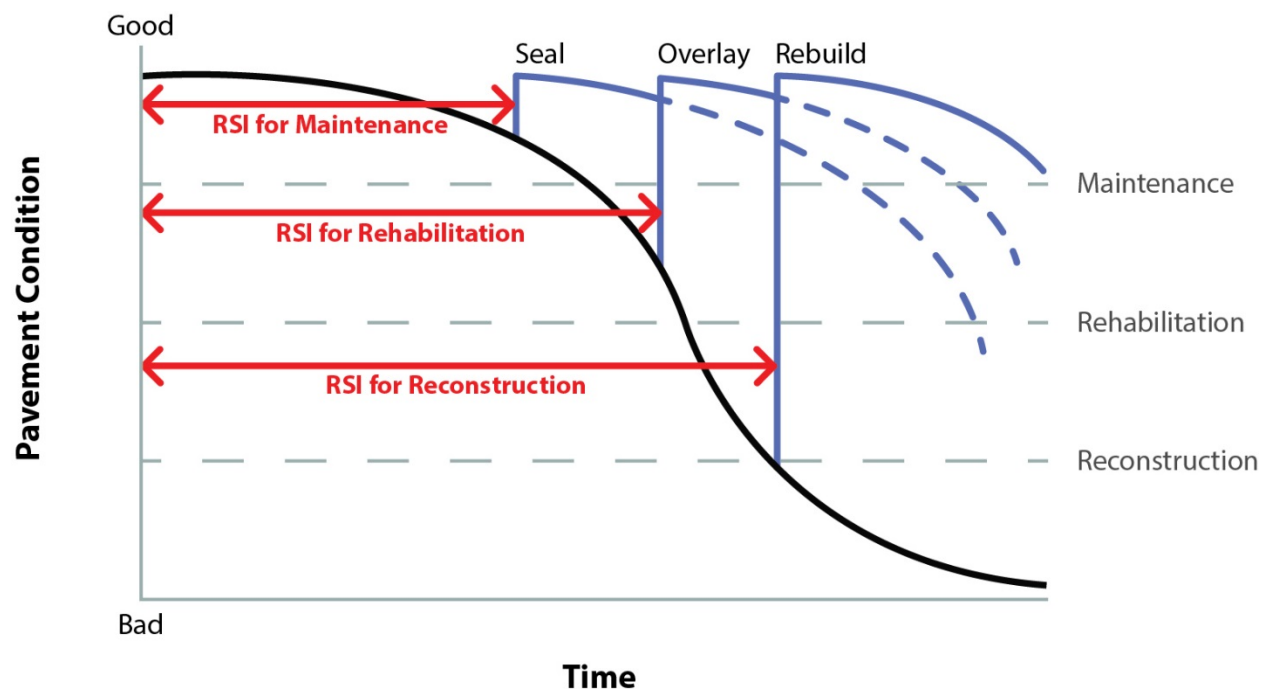 Good
Seal
Overlay
Rebuild
RSI for Maintenance
Maintenance
RSI for Rehabilitation
Pavement Condition
Rehabilitation
RSI for Reconstruction
Reconstruction
Bad
Time